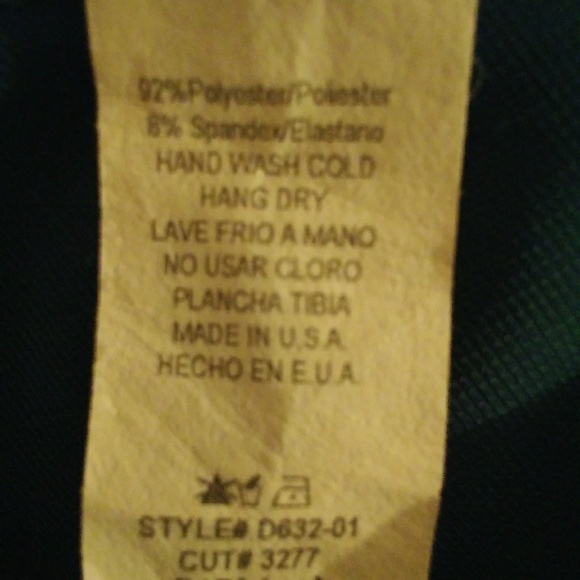 92%Polyester/Poliester
8% Spandex/Elastano
HAND WASH COLD
HANG DRY
LAVE FRIO A MANO
NO USAR CLORO
PLANCHA TIBIA
MADE IN U.S.A.
HECHO EN E.U.A.
STYLE# D632-01
CUT# 3277